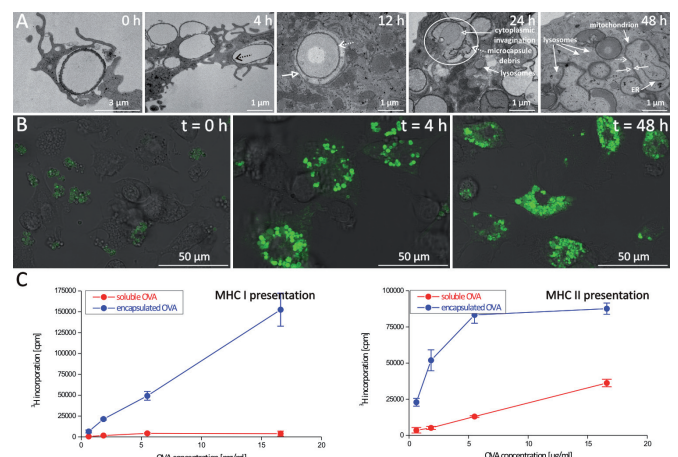 A
0 h
3 µm
4 h
1 µm
12 h
1 µm
24 h
cytoplasmic
invagination
microcapsule
debris
lysosomes
1 µm
48 h
mitochondrion
lysosomes
ER
1 µm
B
t = 0 h
50 µm
t = 4 h
50 µm
t = 48 h
50 µm
C
MHC I presentation
soluble OVA
encapsulated OVA
³H incorporation [cpm]
175000
150000
125000
100000
75000
50000
25000
0
0 5 10 15 20
OVA concentration
MHC II presentation
soluble OVA
encapsulated OVA
³H incorporation [cpm]
100000
75000
50000
25000
0
0 5 10 15 20
OVA concentration [µg/ml]